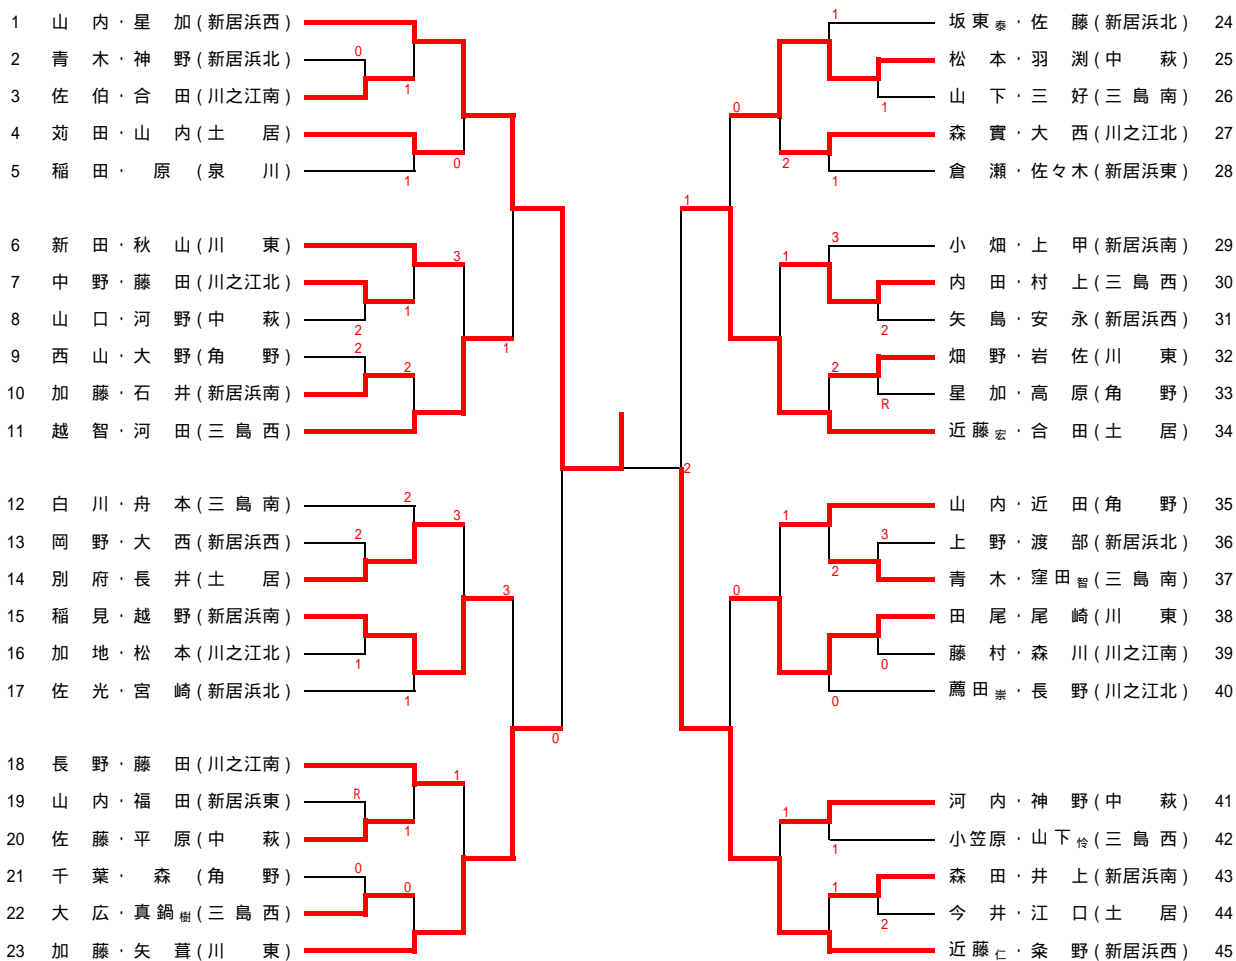 1 山 内・星 加(新居浜西)
2 青 木・神 野(新居浜北)
3 佐 伯・合 田(川之江南)
4 苅 田・山 内(土 居)
5 稲 田・ 原 (泉 川)
6 新 田・秋 山(川 東)
7 中 野・藤 田(川之江北)
8 山 口・河 野(中 萩)
9 西 山・大 野(角 野)
10 加 藤・石 井(新居浜南)
11 越 智・河 田(三島西)
12 白 川・舟 本(三島南)
13 岡 野・大 西(新居浜西)
14 別 府・長 井(土 居)
15 稲 見・越 野(新居浜南)
16 加 地・松 本(川之江北)
17 佐 光・宮 崎(新居浜北)
18 長 野・藤 田(川之江南)
19 山 内・福 田(新居浜東)
20 佐 藤・平 原(中 萩)
21 千 葉・ 森 (角 野)
22 大 広・真鍋樹(三島西)
23 加 藤・矢 葺(川 東)
0
1
0
1
3
1
2
2
2
1
2
3
2
1
1
3
0
1
R
1
0
0
坂東泰・佐 藤(新居浜北) 24
松 本・羽 渕(中 萩) 25
山 下・三 好(三島南) 26
森 實・大 西(川之江北) 27
倉 瀬・佐々木(新居浜東) 28
小 畑・上 甲(新居浜南) 29
内 田・村 上(三島西) 30
矢 島・安 永(新居浜西) 31
畑 野・岩 佐(川 東) 32
星 加・高 原(角 野) 33
近藤宏・合 田(土 居) 34
山 内・近 田(角 野) 35
上 野・渡 部(新居浜北) 36
青 木・窪田智(三島南) 37
田 尾・尾 崎(川 東) 38
藤 村・森 川(川之江南) 39
薦田崇・長 野(川之江北) 40
河 内・神 野(中 萩) 41
小笠原・山下怜(三島西) 42
森 田・井 上(新居浜南) 43
今 井・江 口(土 居) 44
近藤仁・粂 野(新居浜西) 45
1
1
0
2
1
1
3
1
2
2
R
2
1
3
2
0
0
0
1
1
1
2